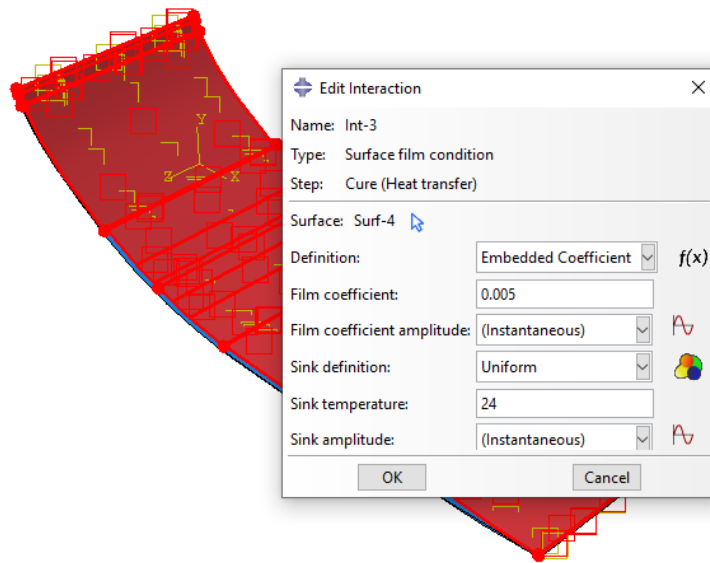 Y
Z
X
Edit Interaction
Name: Int-3
Type: Surface film condition
Step: Cure (Heat transfer)
Surface: Surf-4
Definition: Embedded Coefficient f(x)
Film coefficient: 0.005
Film coefficient amplitude: (Instantaneous)
Sink definition: Uniform
Sink temperature: 24
Sink amplitude: (Instantaneous)
OK Cancel